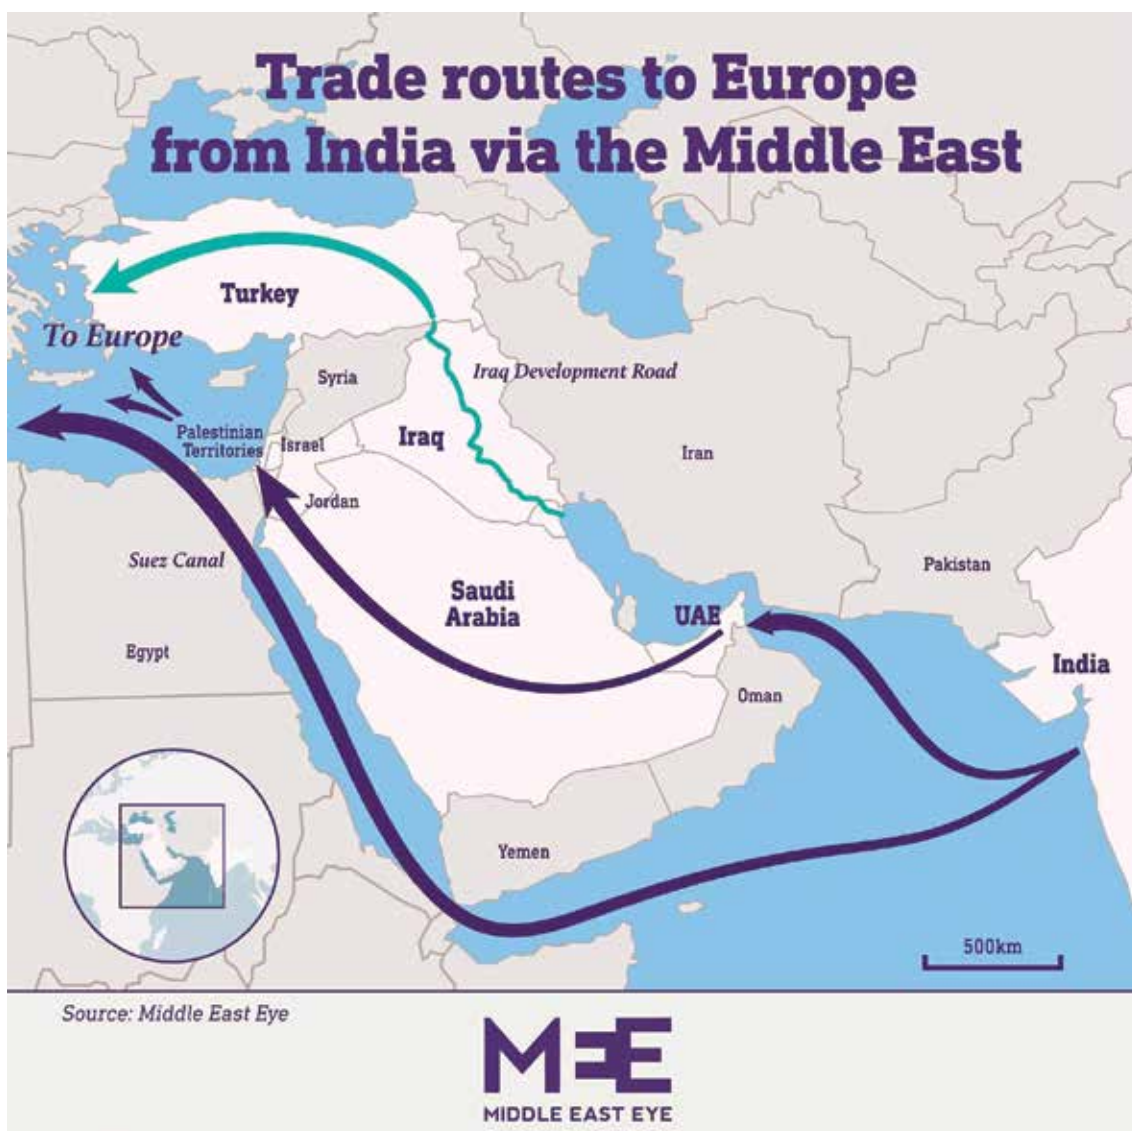 Trade routes to Europe
from India via the Middle East
Turkey
To Europe
Syria
Iraq Development Road
Palestinian
Territories
Israel
Iraq
Iran
Jordan
Suez Canal
Pakistan
Saudi
Arabia
UAE
Egypt
India
Oman
Yemen
500km
Source: Middle East Eye
MEE
MIDDLE EAST EYE